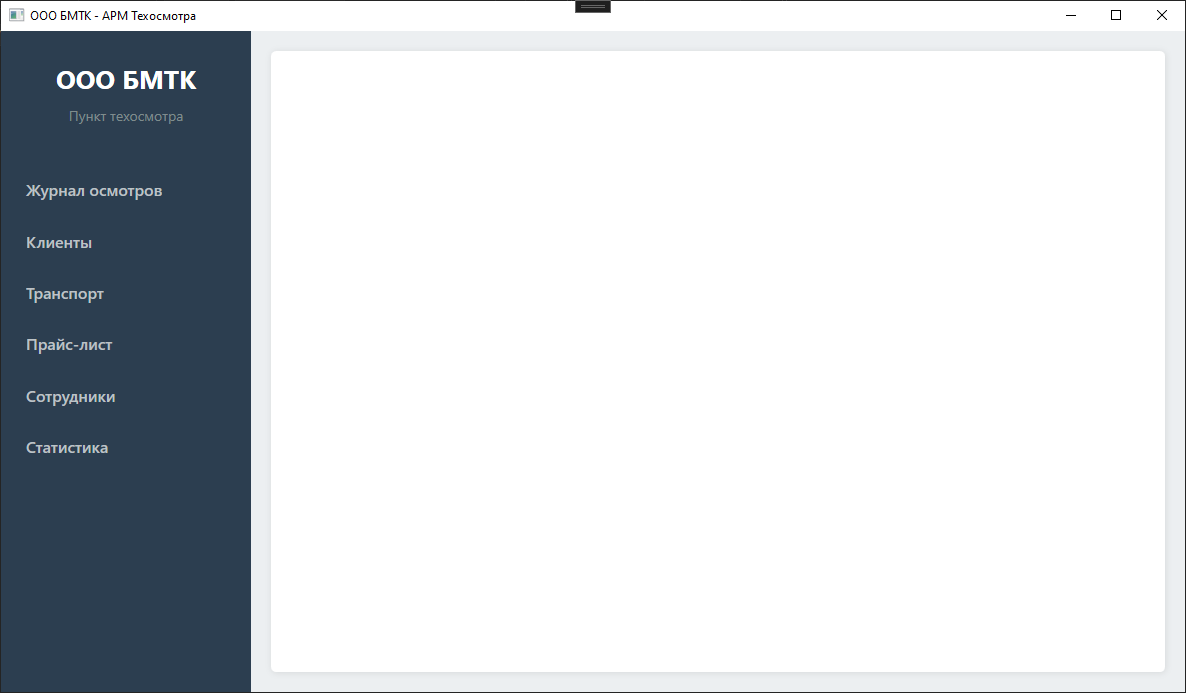 ООО БМТК - АРМ Техосмотра
ООО БМТК
Пункт техосмотра
Журнал осмотров
Клиенты
Транспорт
Прайс-лист
Сотрудники
Статистика